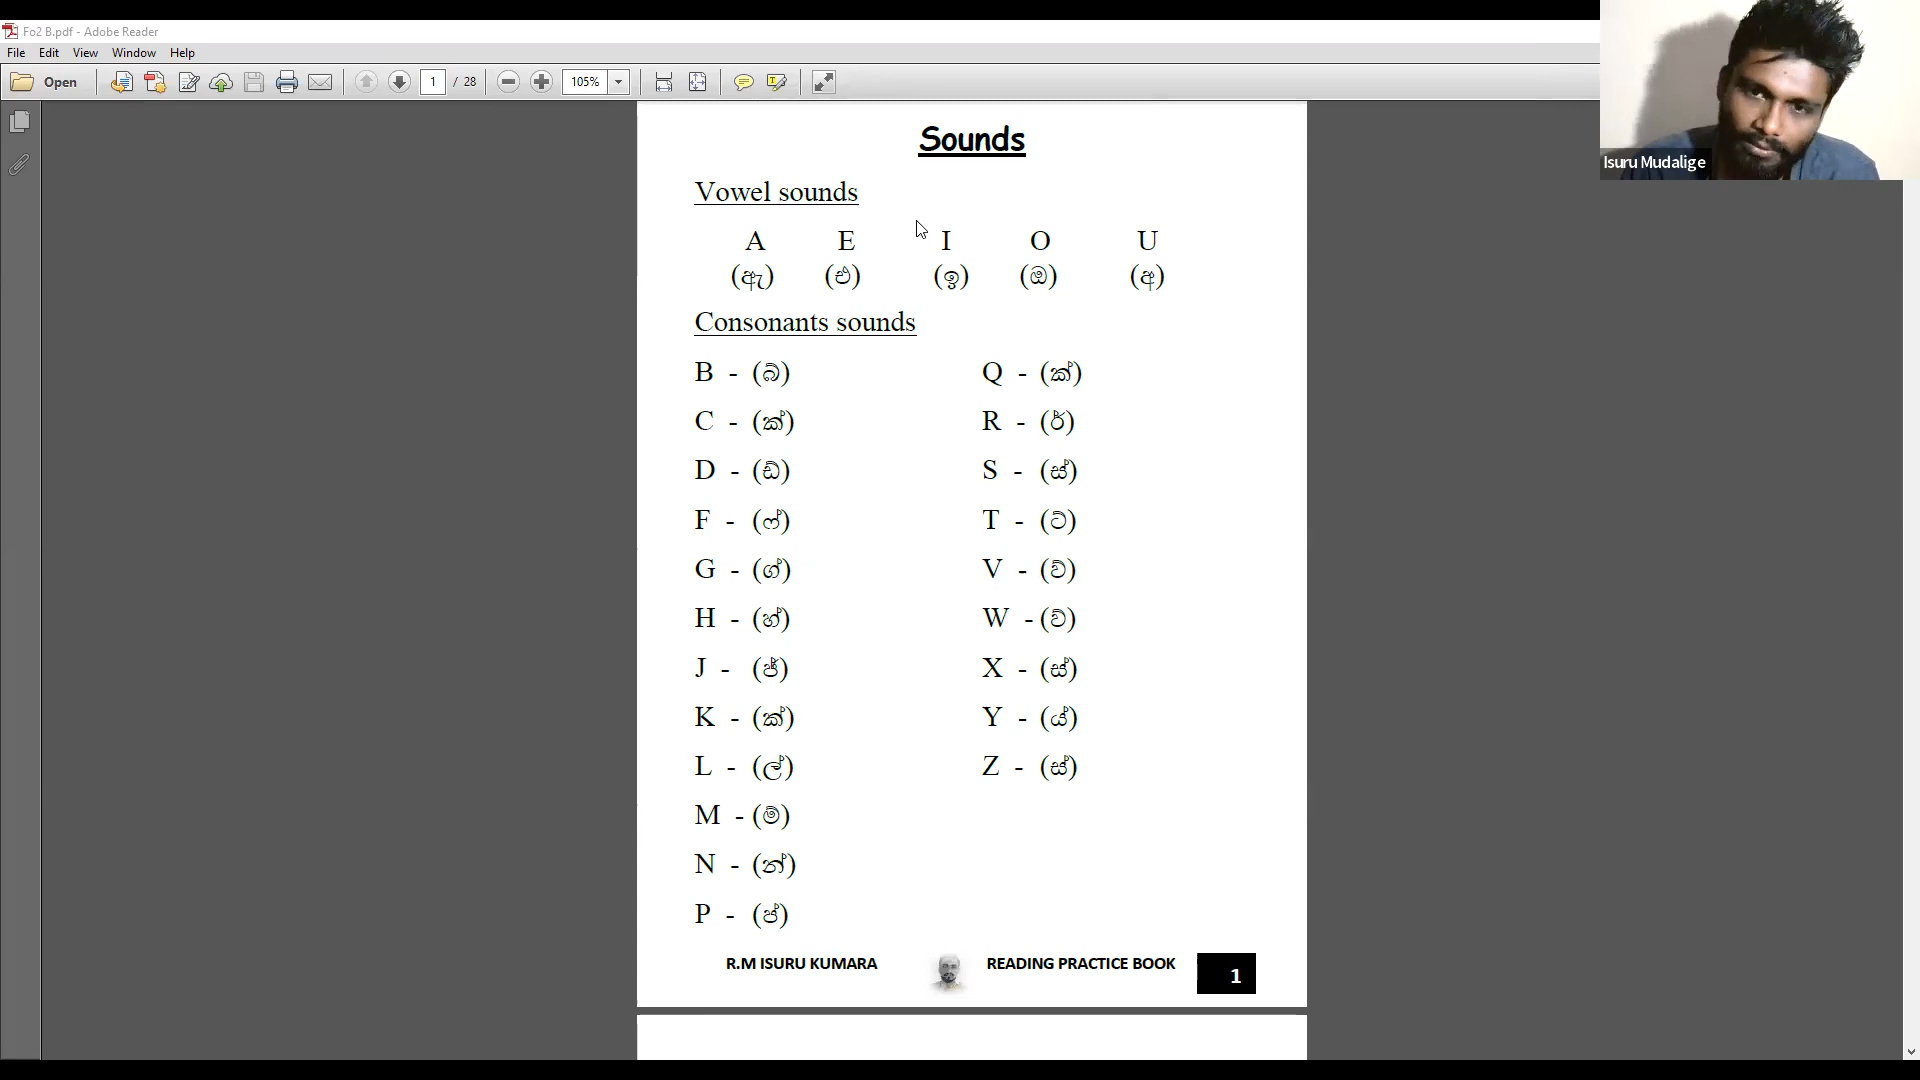 Fo2 B.pdf - Adobe Reader
File Edit View Window Help
Open 1 / 28 105%
Isuru Mudalige
Sounds
Vowel sounds
A E I O U
(ඇ) (එ) (ඉ) (ඔ) (අ)
Consonants sounds
B - (බ්) Q - (ක්)
C - (ක්) R - (ර්)
D - (ඩ්) S - (ස්)
F - (ෆ්) T - (ට්)
G - (ග්) V - (ව්)
H - (හ්) W - (ව්)
J - (ජ්) X - (ස්)
K - (ක්) Y - (ය්)
L - (ල්) Z - (ස්)
M - (ම්)
N - (න්)
P - (ප්)
R.M ISURU KUMARA READING PRACTICE BOOK 1